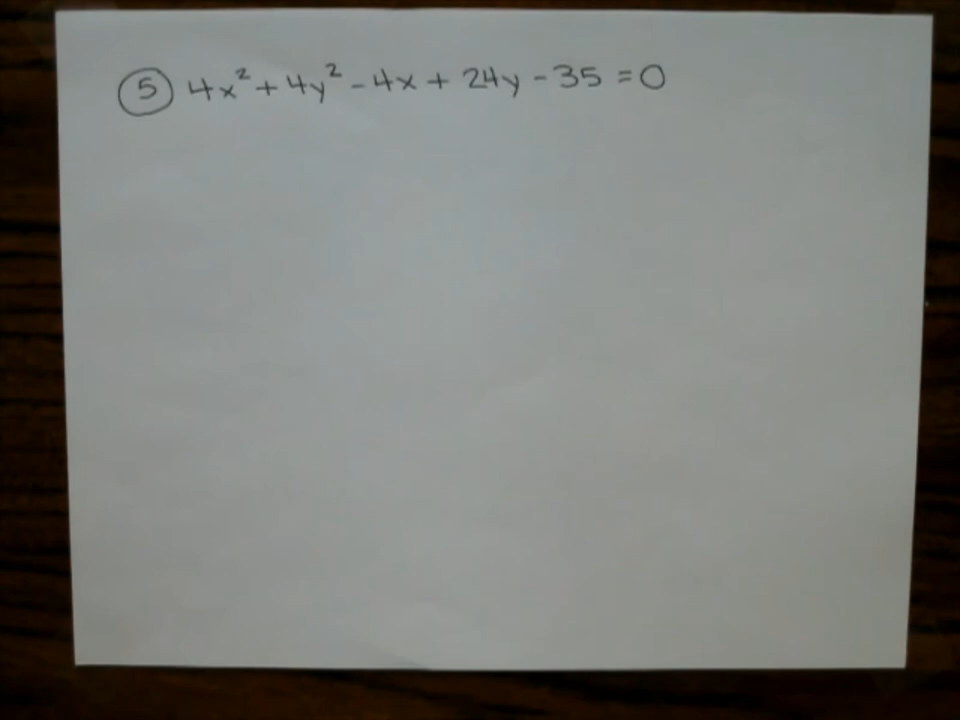 ⑤ 4x² + 4y² - 4x + 24y - 35 = 0